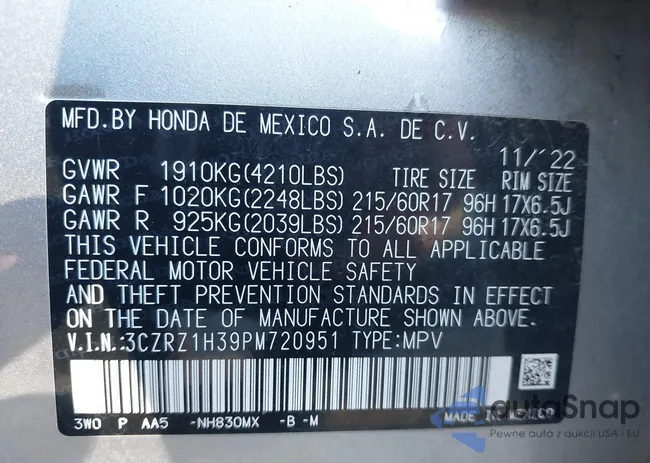 MFD.BY HONDA DE MEXICO S.A. DE C.V.
11/'22
GVWR 1910KG(4210LBS) TIRE SIZE RIM SIZE
GAWR F 1020KG(2248LBS) 215/60R17 96H 17X6.5J
GAWR R 925KG(2039LBS) 215/60R17 96H 17X6.5J
THIS VEHICLE CONFORMS TO ALL APPLICABLE
FEDERAL MOTOR VEHICLE SAFETY
AND THEFT PREVENTION STANDARDS IN EFFECT
ON THE DATE OF MANUFACTURE SHOWN ABOVE.
V.I.N.:3CZRZ1H39PM720951 TYPE:MPV
3W0 P AA5 -NH830MX -B -M MADE IN MEXICO
autoSnap
Pewne auta z aukcji USA i EU